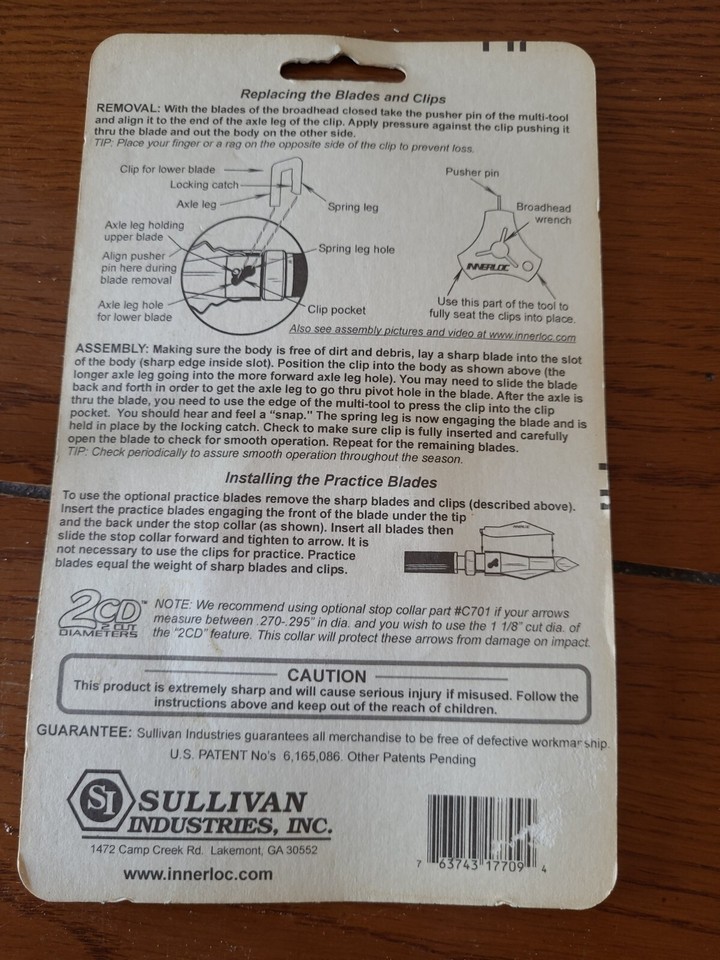 Replacing the Blades and Clips
REMOVAL: With the blades of the broadhead closed take the pusher pin of the multi-tool
and align it to the end of the axle leg of the clip. Apply pressure against the clip pushing it
thru the blade and out the body on the other side.
TIP: Place your finger or a rag on the opposite side of the clip to prevent loss.
Clip for lower blade
Locking catch
Axle leg
Spring leg
Axle leg holding
upper blade
Align pusher
pin here during
blade removal
Axle leg hole
for lower blade
Spring leg hole
Clip pocket
Pusher pin
Broadhead
wrench
INNERLOC
Use this part of the tool to
fully seat the clips into place.
Also see assembly pictures and video at www.innerloc.com
ASSEMBLY: Making sure the body is free of dirt and debris, lay a sharp blade into the slot
of the body (sharp edge inside slot). Position the clip into the body as shown above (the
longer axle leg going into the more forward axle leg hole). You may need to slide the blade
back and forth in order to get the axle leg to go thru pivot hole in the blade. After the axle is
thru the blade, you need to use the edge of the multi-tool to press the clip into the clip
pocket. You should hear and feel a "snap." The spring leg is now engaging the blade and is
held in place by the locking catch. Check to make sure clip is fully inserted and carefully
open the blade to check for smooth operation. Repeat for the remaining blades.
TIP: Check periodically to assure smooth operation throughout the season.
Installing the Practice Blades
To use the optional practice blades remove the sharp blades and clips (described above).
Insert the practice blades engaging the front of the blade under the tip
and the back under the stop collar (as shown). Insert all blades then
slide the stop collar forward and tighten to arrow. It is
not necessary to use the clips for practice. Practice
blades equal the weight of sharp blades and clips.
2CD™
2 CUT
DIAMETERS
NOTE: We recommend using optional stop collar part #C701 if your arrows
measure between .270-.295" in dia. and you wish to use the 1 1/8" cut dia. of
the "2CD" feature. This collar will protect these arrows from damage on impact.
CAUTION
This product is extremely sharp and will cause serious injury if misused. Follow the
instructions above and keep out of the reach of children.
GUARANTEE: Sullivan Industries guarantees all merchandise to be free of defective workmanship.
U.S. PATENT No's 6,165,086. Other Patents Pending
SI
SULLIVAN
INDUSTRIES, INC.
1472 Camp Creek Rd. Lakemont, GA 30552
www.innerloc.com
7 63743 17709 4